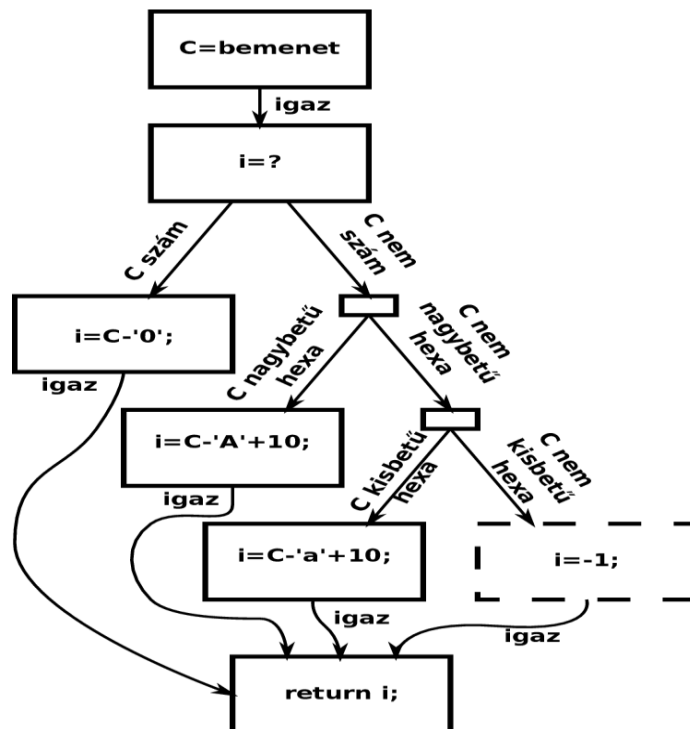 C=bemenet
igaz
i=?
C szám
C nem
szám
i=C-'0';
igaz
C nagybetű
hexa
C nem
nagybetű
hexa
i=C-'A'+10;
igaz
C kisbetű
hexa
C nem
kisbetű
hexa
i=C-'a'+10;
igaz
i=-1;
igaz
return i;